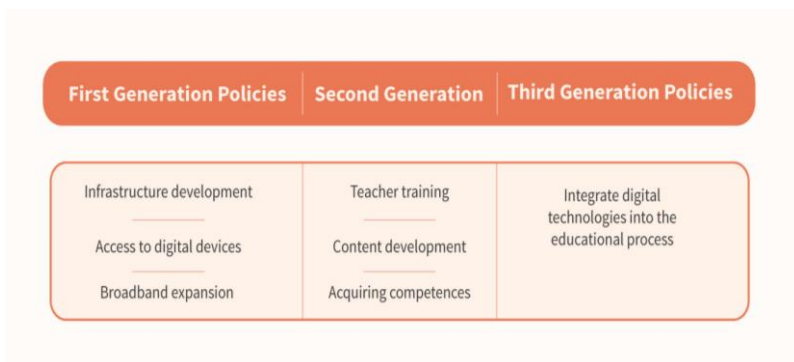 First Generation Policies
Second Generation
Third Generation Policies
Infrastructure development
Access to digital devices
Broadband expansion
Teacher training
Content development
Acquiring competences
Integrate digital
technologies into the
educational process